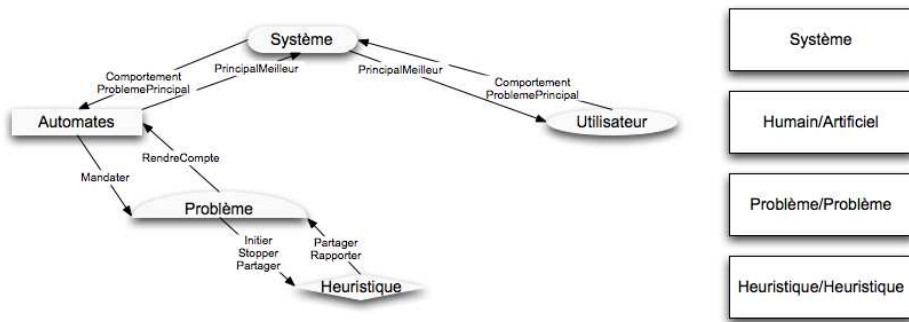 Système
Système
Comportement
ProblemePrincipal
PrincipalMeilleur
PrincipalMeilleur
Comportement
ProblemePrincipal
Automates
Utilisateur
Humain/Artificiel
RendreCompte
Mandater
Problème
Problème/Problème
Initier
Stopper
Partager
Partager
Rapporter
Heuristique
Heuristique/Heuristique